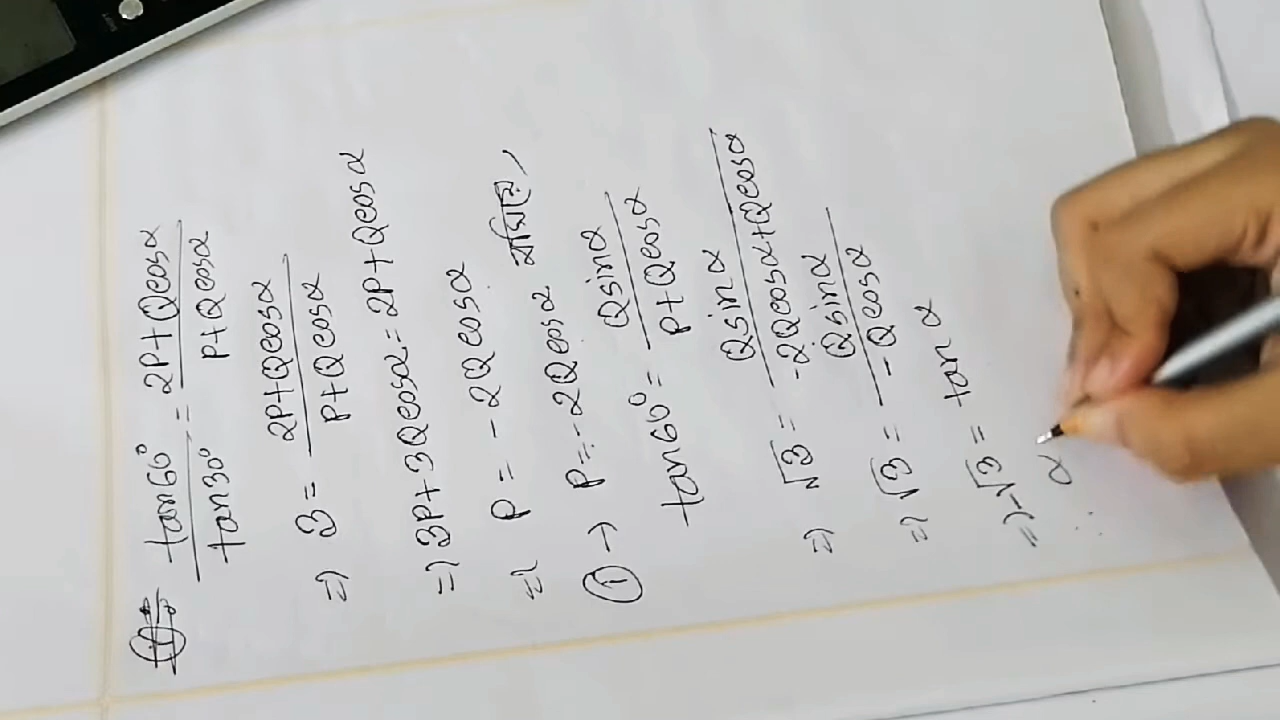 tan60°/tan30° = 2P+Qcosα/P+Qcosα
=) 3 = 2P+Qcosα/P+Qcosα
=) 3P+3Qcosα = 2P+Qcosα
=) P = -2Qcosα
① → P = -2Qcosα বসিয়ে,
tan60° = Qsinα/P+Qcosα
=) √3 = Qsinα/-2Qcosα+Qcosα
=) √3 = Qsinα/-Qcosα
=) -√3 = tanα
∴ α